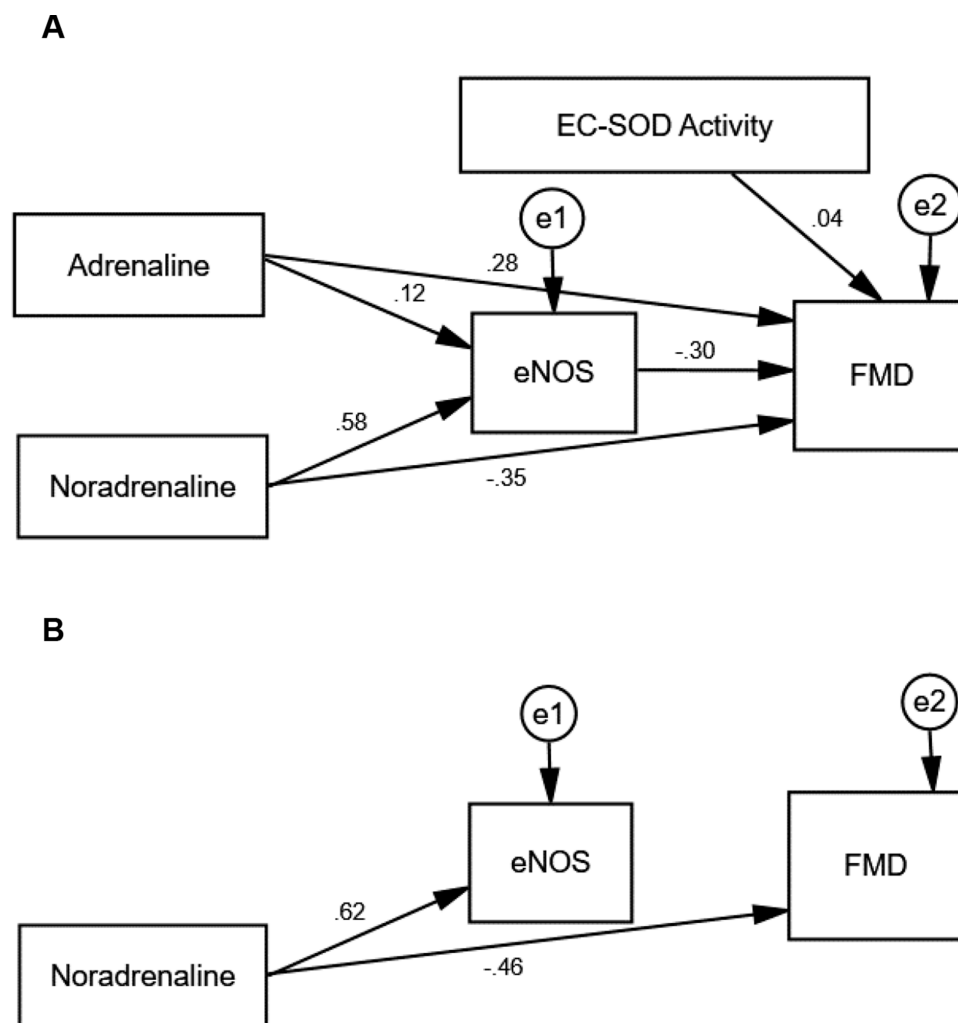 A
EC-SOD Activity
e1
e2
.04
Adrenaline
.28
.12
eNOS
-.30
FMD
.58
Noradrenaline
-.35
B
e1
e2
eNOS
FMD
.62
Noradrenaline
-.46